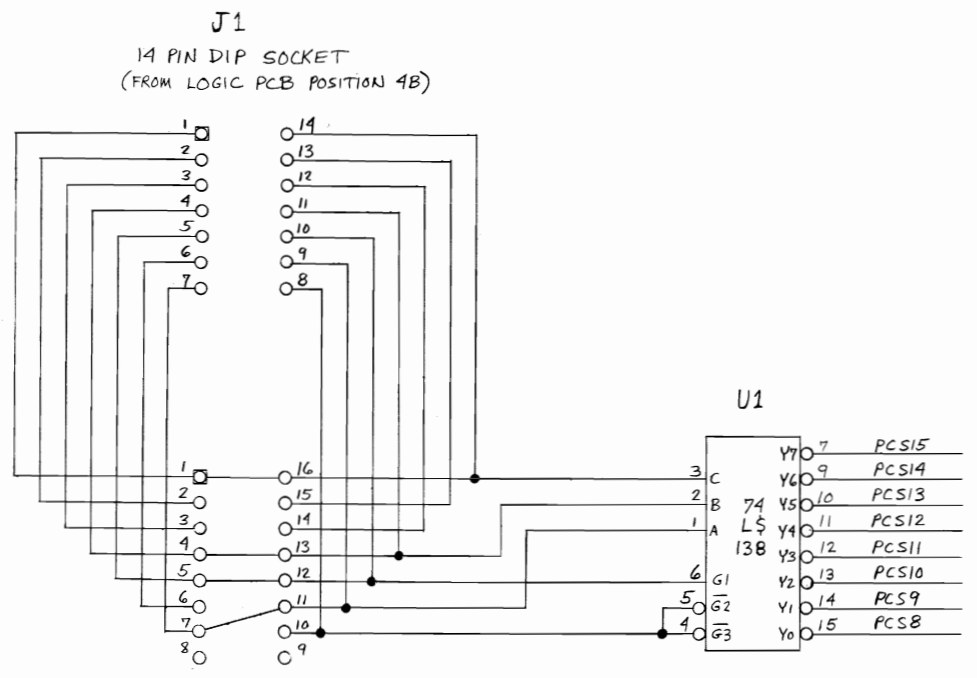 J1
14 PIN DIP SOCKET
(FROM LOGIC PCB POSITION 4B)
1 14
2 13
3 12
4 11
5 10
6 9
7 8
U1
1 16
2 15
3 14
4 13
5 12
6 11
7 10
8 9
3 C
2 B
1 A
6 G1
5 G2
4 G3
74
LS
138
Y7 7 PCS15
Y6 9 PCS14
Y5 10 PCS13
Y4 11 PCS12
Y3 12 PCS11
Y2 13 PCS10
Y1 14 PCS9
Y0 15 PCS8